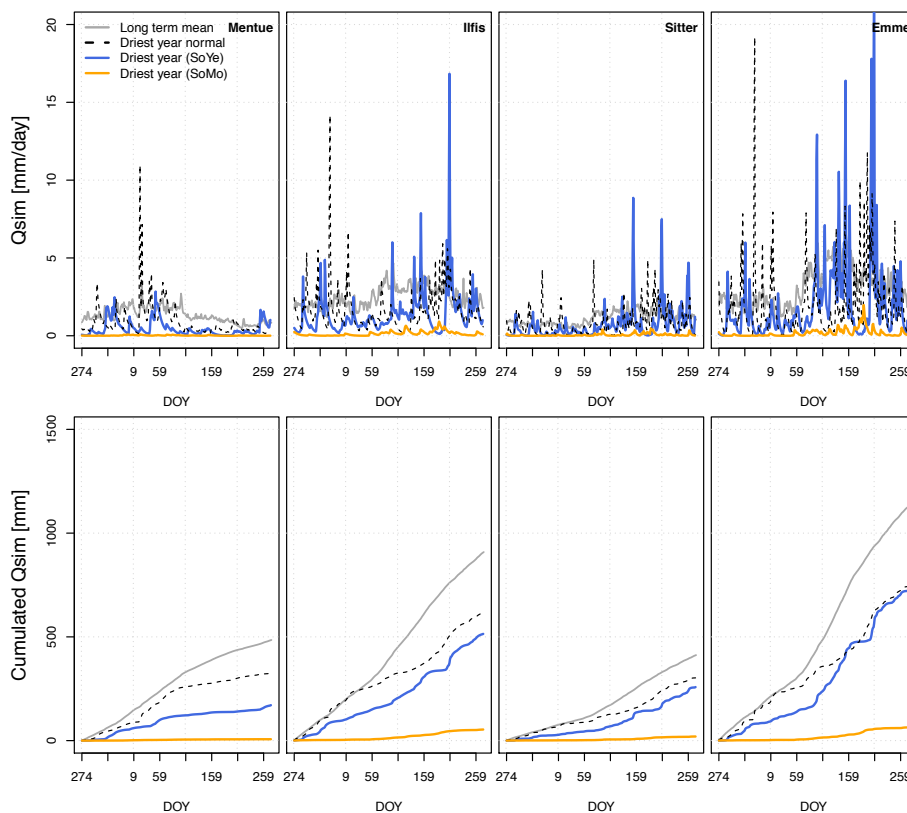 Long term mean
Driest year normal
Driest year (SoYe)
Driest year (SoMo)
Mentue
Ilfis
Sitter
Emme
Qsim [mm/day]
20
15
10
5
0
274 9 59 159 259
274 9 59 159 259
274 9 59 159 259
274 9 59 159 259
DOY DOY DOY DOY
Cumulated Qsim [mm]
1500
1000
500
0
274 9 59 159 259
274 9 59 159 259
274 9 59 159 259
274 9 59 159 259
DOY DOY DOY DOY